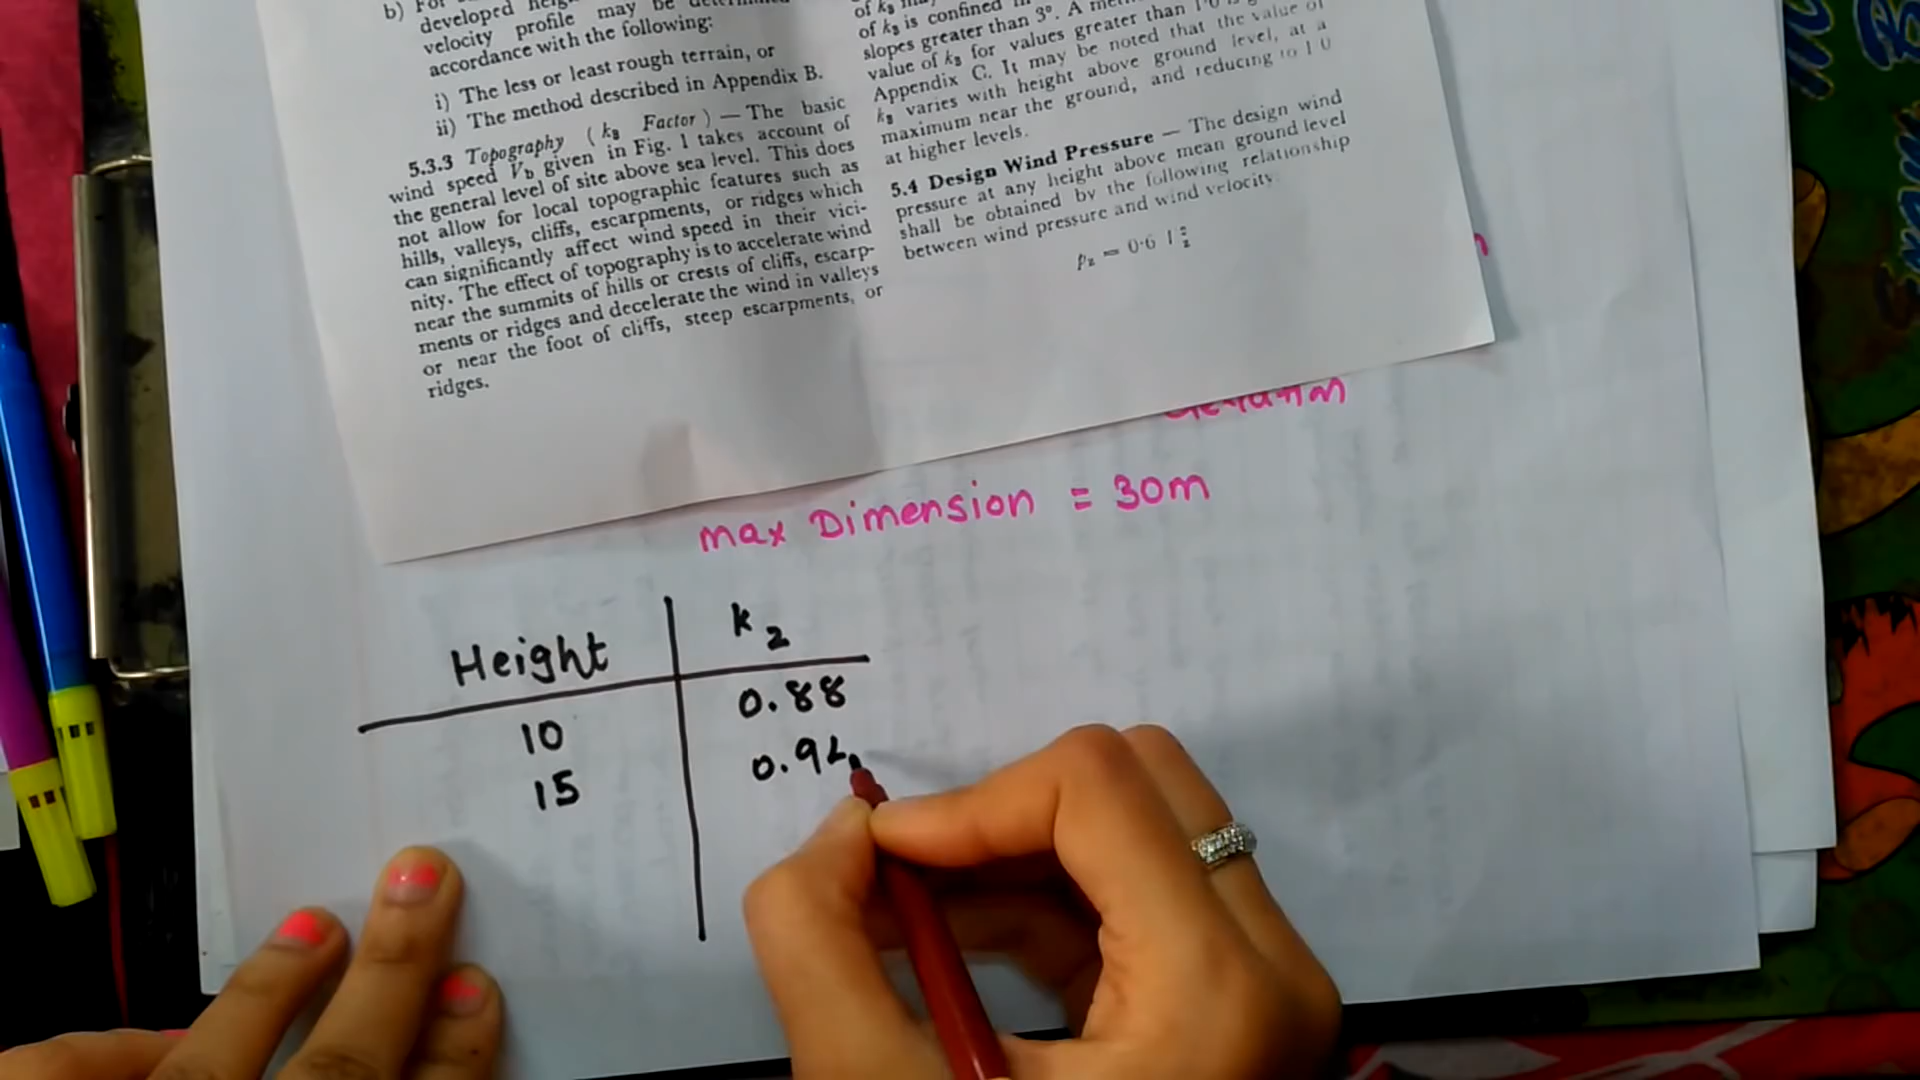 b) For
developed
velocity profile may be
accordance with the following:
i) The less or least rough terrain, or
ii) The method described in Appendix B.
5.3.3 Topography ( k3 Factor ) — The basic
wind speed Vb given in Fig. 1 takes account of
the general level of site above sea level. This does
not allow for local topographic features such as
hills, valleys, cliffs, escarpments, or ridges which
can significantly affect wind speed in their vici-
nity. The effect of topography is to accelerate wind
near the summits of hills or crests of cliffs, escarp-
ments or ridges and decelerate the wind in valleys
or near the foot of cliffs, steep escarpments, or
ridges.
of k3
of k3 is confined
slopes greater than 3°. A
value of k3 for values greater than 1·0 is
Appendix C. It may be noted that the value of
k3 varies with height above ground level, at a
maximum near the ground, and reducing to 1·0
at higher levels.
5.4 Design Wind Pressure — The design wind
pressure at any height above mean ground level
shall be obtained by the following relationship
between wind pressure and wind velocity:
pz = 0·6 Vz2
max Dimension = 30m
Height k2
10 0.88
15 0.94